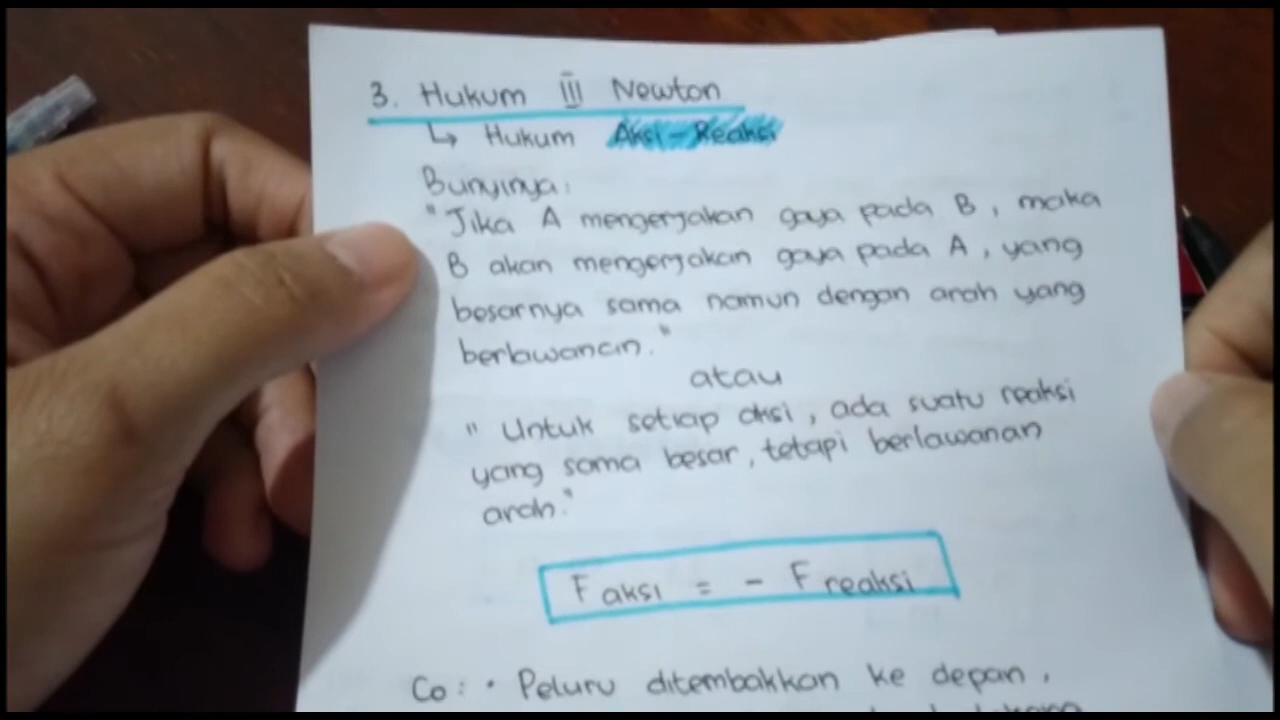 3. Hukum III Newton
↳ Hukum Aksi-Reaksi
Bunyinya:
"Jika A mengerjakan gaya pada B, maka
B akan mengerjakan gaya pada A, yang
besarnya sama namun dengan arah yang
berlawanan."
atau
"Untuk setiap aksi, ada suatu reaksi
yang sama besar, tetapi berlawanan
arah."
F aksi = - F reaksi
Co: • Peluru ditembakkan ke depan,